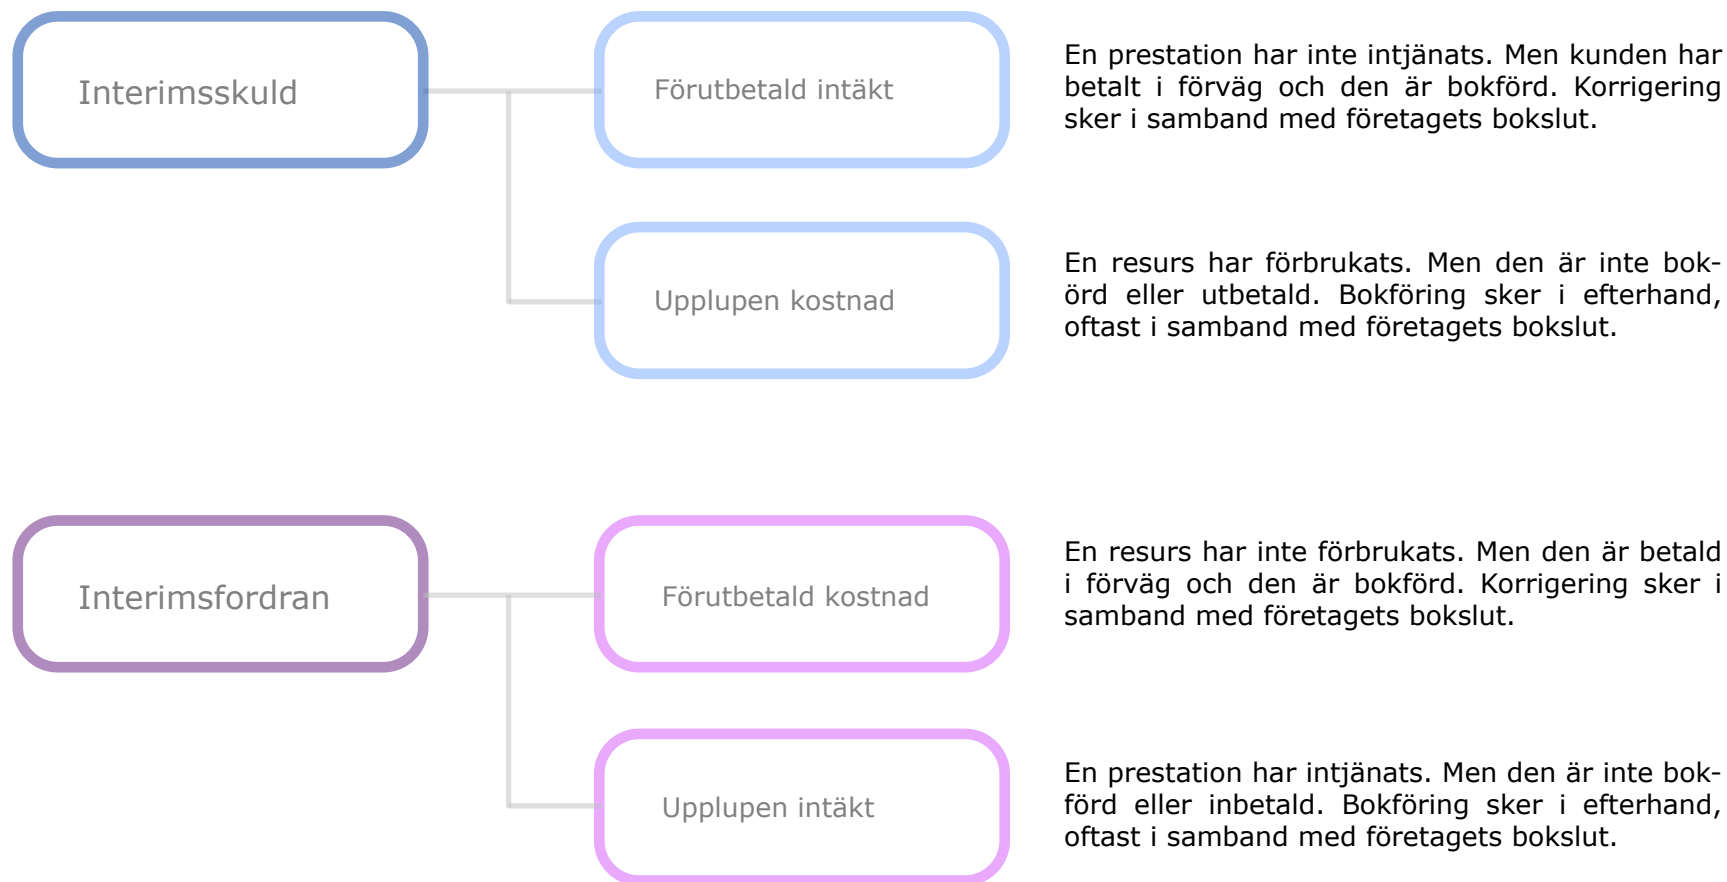 Interimsskuld
Förutbetald intäkt
En prestation har inte intjänats. Men kunden har
betalt i förväg och den är bokförd. Korrigering
sker i samband med företagets bokslut.
Upplupen kostnad
En resurs har förbrukats. Men den är inte bok-
örd eller utbetald. Bokföring sker i efterhand,
oftast i samband med företagets bokslut.
Interimsfordran
Förutbetald kostnad
En resurs har inte förbrukats. Men den är betald
i förväg och den är bokförd. Korrigering sker i
samband med företagets bokslut.
Upplupen intäkt
En prestation har intjänats. Men den är inte bok-
förd eller inbetald. Bokföring sker i efterhand,
oftast i samband med företagets bokslut.